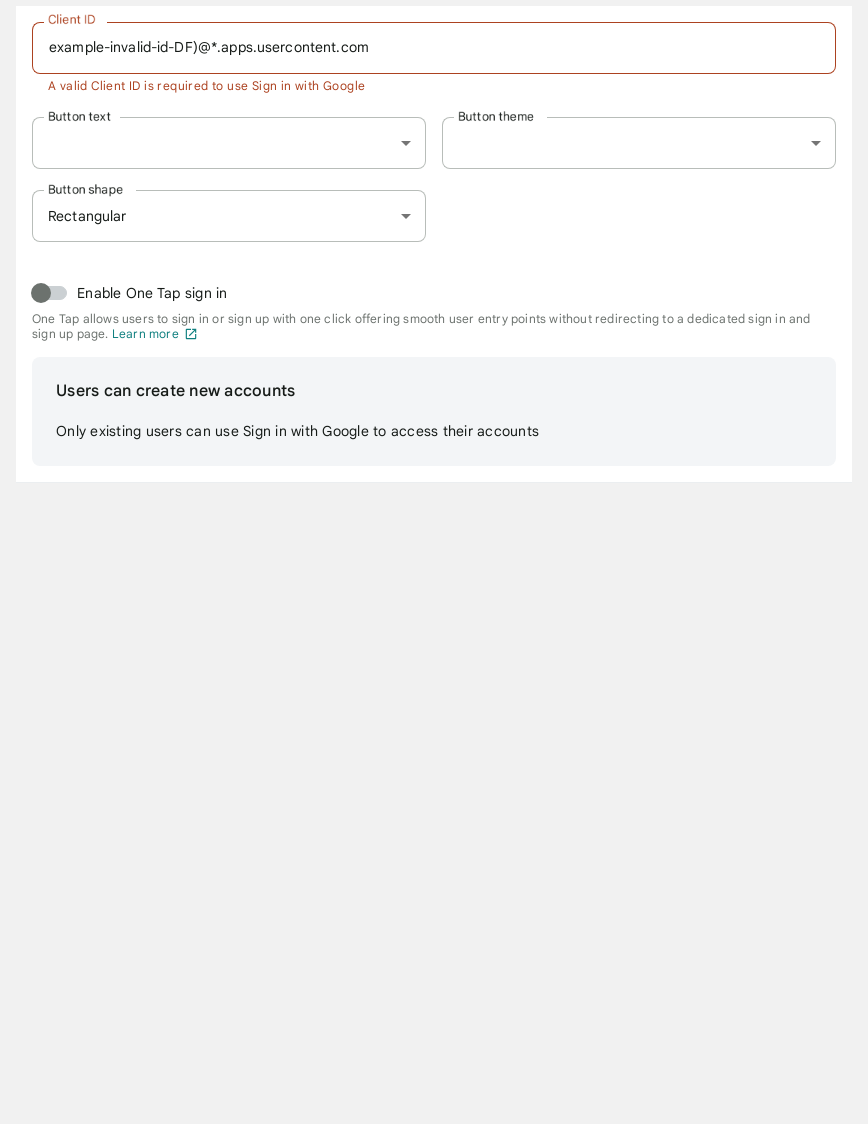 Client ID
example-invalid-id-DF)@*.apps.usercontent.com
A valid Client ID is required to use Sign in with Google
Button text
Button theme
Button shape
Rectangular
Enable One Tap sign in
One Tap allows users to sign in or sign up with one click offering smooth user entry points without redirecting to a dedicated sign in and
sign up page. Learn more
Users can create new accounts
Only existing users can use Sign in with Google to access their accounts